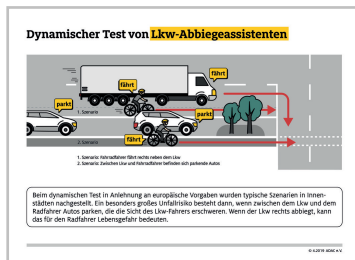 Dynamischer Test von Lkw-Abbiegeassistenten
fährt
fährt
parkt
parkt
1. Szenario
fährt
2. Szenario
1. Szenario: Fahrradfahrer fährt rechts neben dem Lkw
2. Szenario: Zwischen Lkw und Fahrradfahrer befinden sich parkende Autos
Beim dynamischen Test in Anlehnung an europäische Vorgaben wurden typische Szenarien in Innen-
städten nachgestellt. Ein besonders großes Unfallrisiko besteht dann, wenn zwischen dem Lkw und dem
Radfahrer Autos parken, die die Sicht des Lkw-Fahrers erschweren. Wenn der Lkw rechts abbiegt, kann
das für den Radfahrer Lebensgefahr bedeuten.
© 4.2019 ADAC e.V.